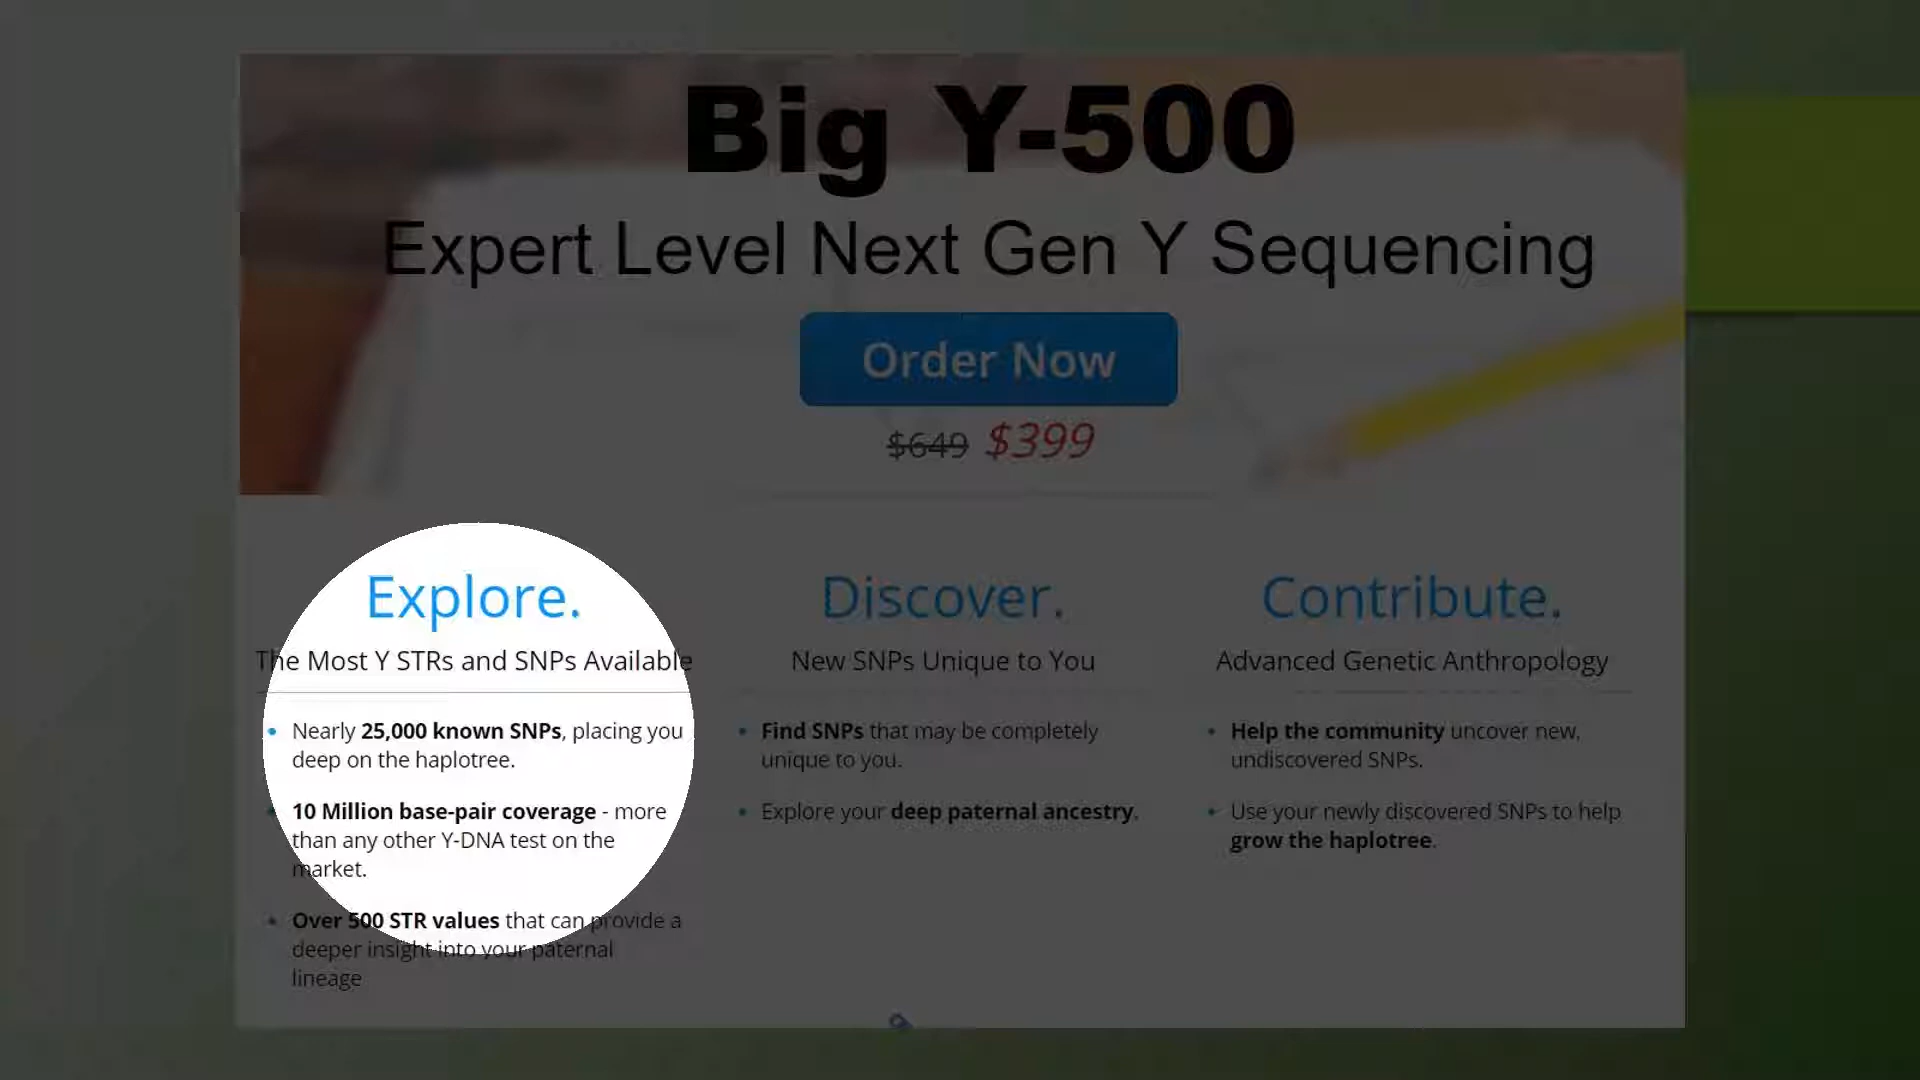 Big Y-500
Expert Level Next Gen Y Sequencing
Order Now
$649 $399
Explore.
The Most Y STRs and SNPs Available
• Nearly 25,000 known SNPs, placing you
deep on the haplotree.
• 10 Million base-pair coverage - more
than any other Y-DNA test on the
market.
• Over 500 STR values that can provide a
deeper insight into your paternal
lineage
Discover.
New SNPs Unique to You
• Find SNPs that may be completely
unique to you.
• Explore your deep paternal ancestry.
Contribute.
Advanced Genetic Anthropology
• Help the community uncover new,
undiscovered SNPs.
• Use your newly discovered SNPs to help
grow the haplotree.